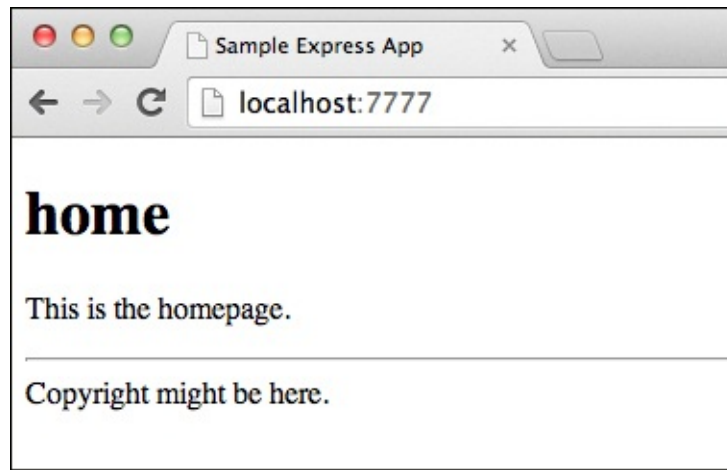 Sample Express App
localhost:7777
home
This is the homepage.
Copyright might be here.